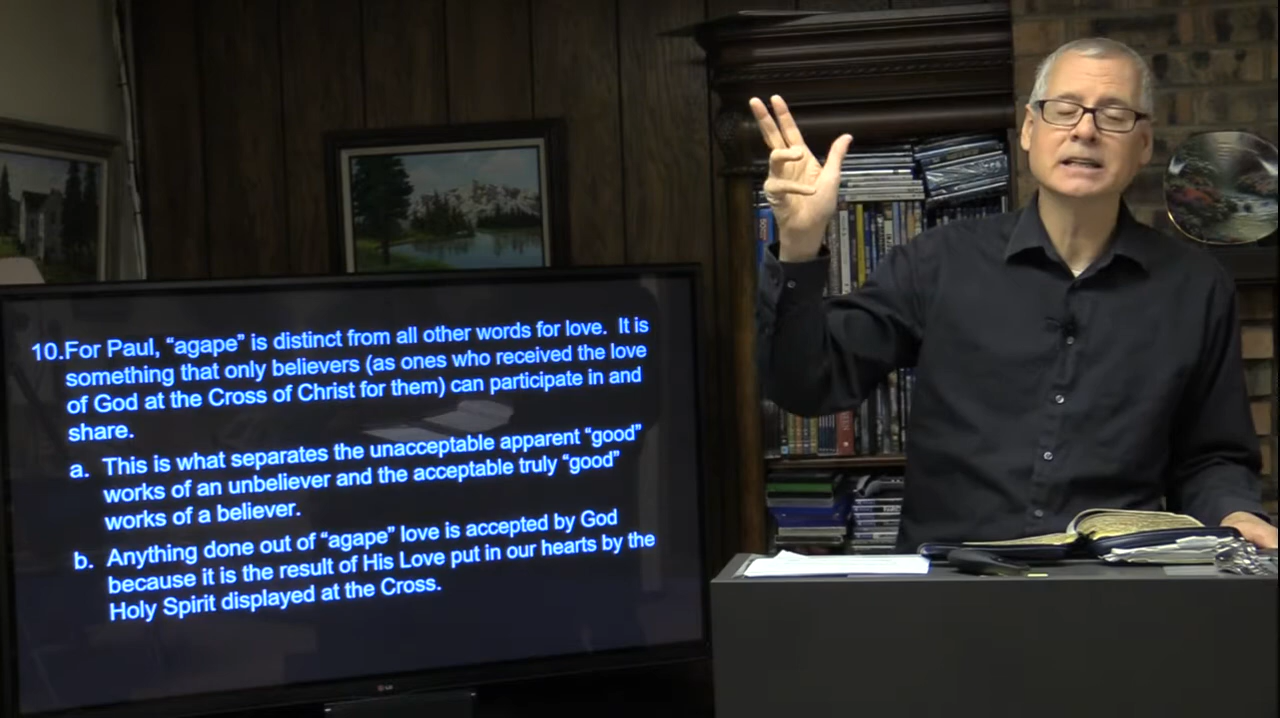 10.For Paul, “agape” is distinct from all other words for love. It is
something that only believers (as ones who received the love
of God at the Cross of Christ for them) can participate in and
share.
a. This is what separates the unacceptable apparent “good”
works of an unbeliever and the acceptable truly “good”
works of a believer.
b. Anything done out of “agape” love is accepted by God
because it is the result of His Love put in our hearts by the
Holy Spirit displayed at the Cross.
LG